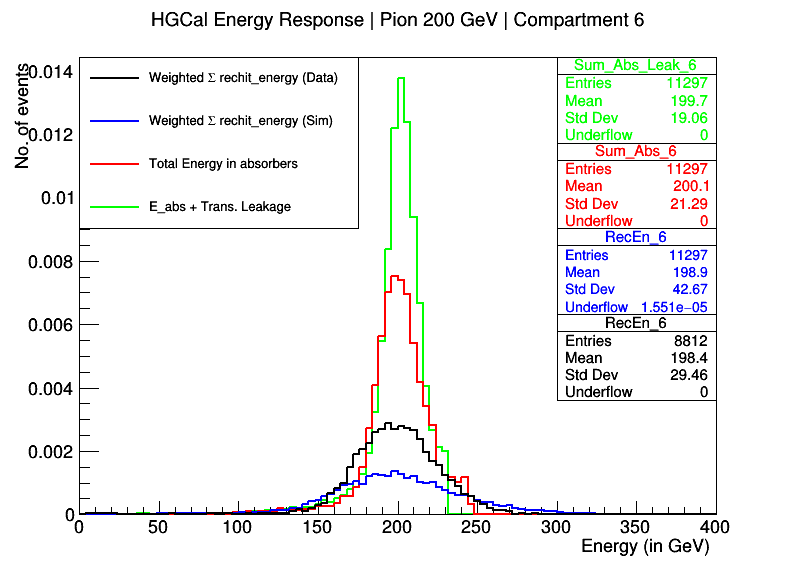 HGCal Energy Response | Pion 200 GeV | Compartment 6
No. of events
0.014
0.012
0.01
0.008
0.006
0.004
0.002
0
Weighted Σ rechit_energy (Data)
Weighted Σ rechit_energy (Sim)
Total Energy in absorbers
E_abs + Trans. Leakage
Sum_Abs_Leak_6
Entries 11297
Mean 199.7
Std Dev 19.06
Underflow 0
Sum_Abs_6
Entries 11297
Mean 200.1
Std Dev 21.29
Underflow 0
RecEn_6
Entries 11297
Mean 198.9
Std Dev 42.67
Underflow 1.551e−05
RecEn_6
Entries 8812
Mean 198.4
Std Dev 29.46
Underflow 0
0 50 100 150 200 250 300 350 400
Energy (in GeV)